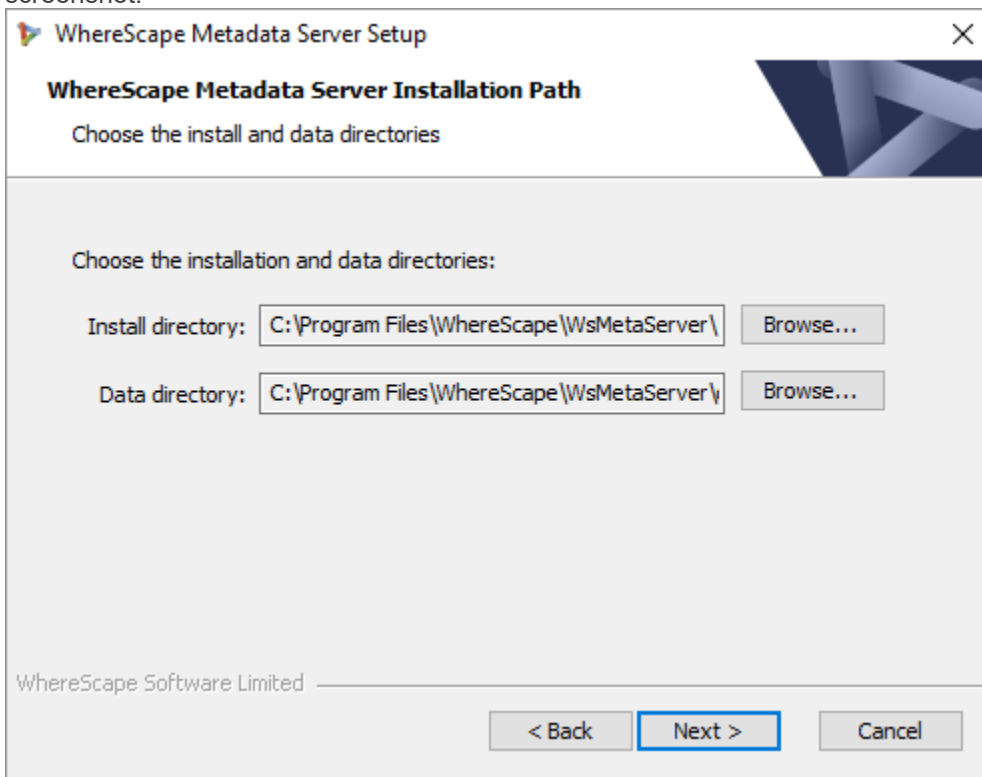 screenshot.
WhereScape Metadata Server Setup
WhereScape Metadata Server Installation Path
Choose the install and data directories
Choose the installation and data directories:
Install directory: C:\Program Files\WhereScape\WsMetaServer\ Browse...
Data directory: C:\Program Files\WhereScape\WsMetaServer\ Browse...
WhereScape Software Limited
< Back Next > Cancel